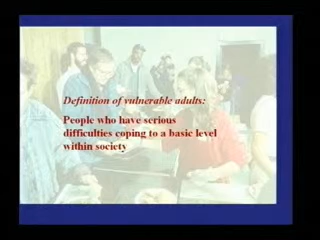 Definition of vulnerable adults:
People who have serious
difficulties coping to a basic level
within society